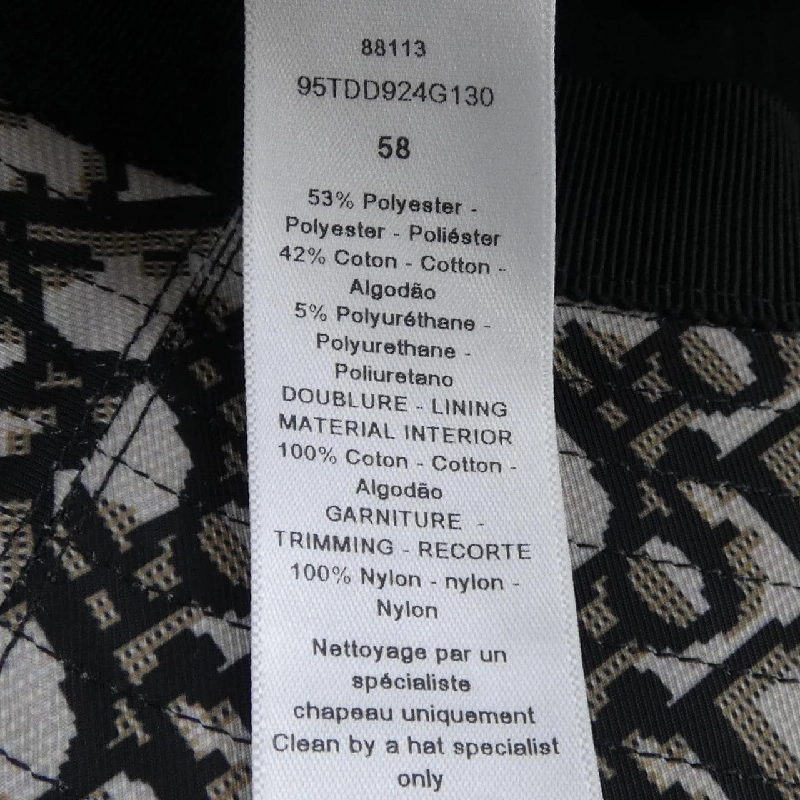 88113
95TDD924G130
58
53% Polyester -
Polyester - Poliéster
42% Coton - Cotton -
Algodão
5% Polyuréthane -
Polyurethane -
Poliuretano
DOUBLURE - LINING
MATERIAL INTERIOR
100% Coton - Cotton -
Algodão
GARNITURE -
TRIMMING - RECORTE
100% Nylon - nylon -
Nylon
Nettoyage par un
spécialiste
chapeau uniquement
Clean by a hat specialist
only